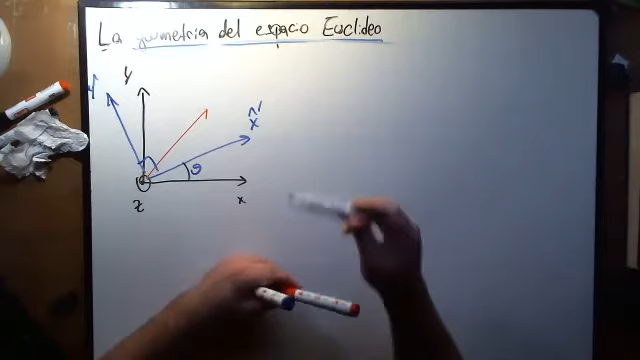 La geometria del espacio Euclideo
y' y
x̂'
θ
z x